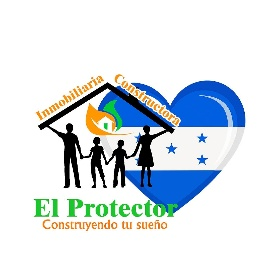 Inmobiliaria Constructora
El Protector
Construyendo tu sueño